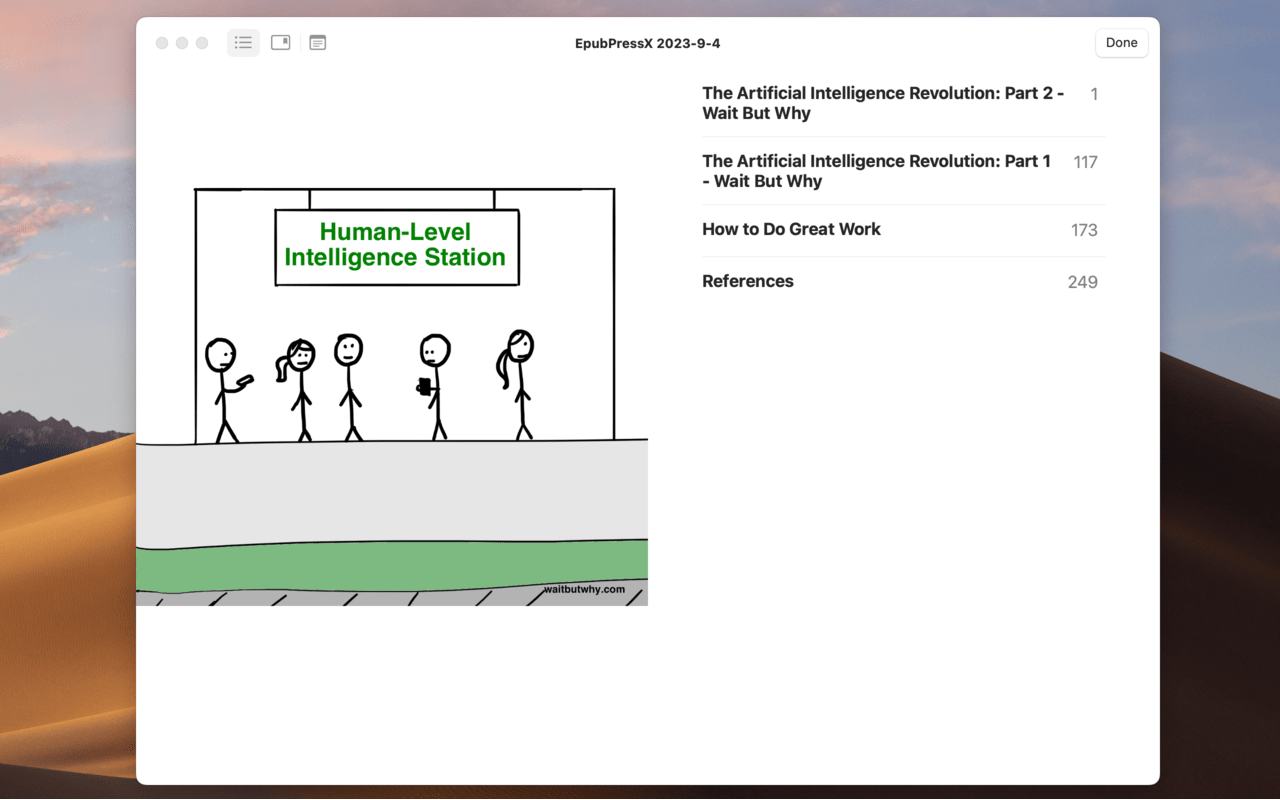 EpubPressX 2023-9-4
Done
Human-Level
Intelligence Station
waitbutwhy.com
The Artificial Intelligence Revolution: Part 2 -
Wait But Why
1
The Artificial Intelligence Revolution: Part 1
- Wait But Why
117
How to Do Great Work
173
References
249